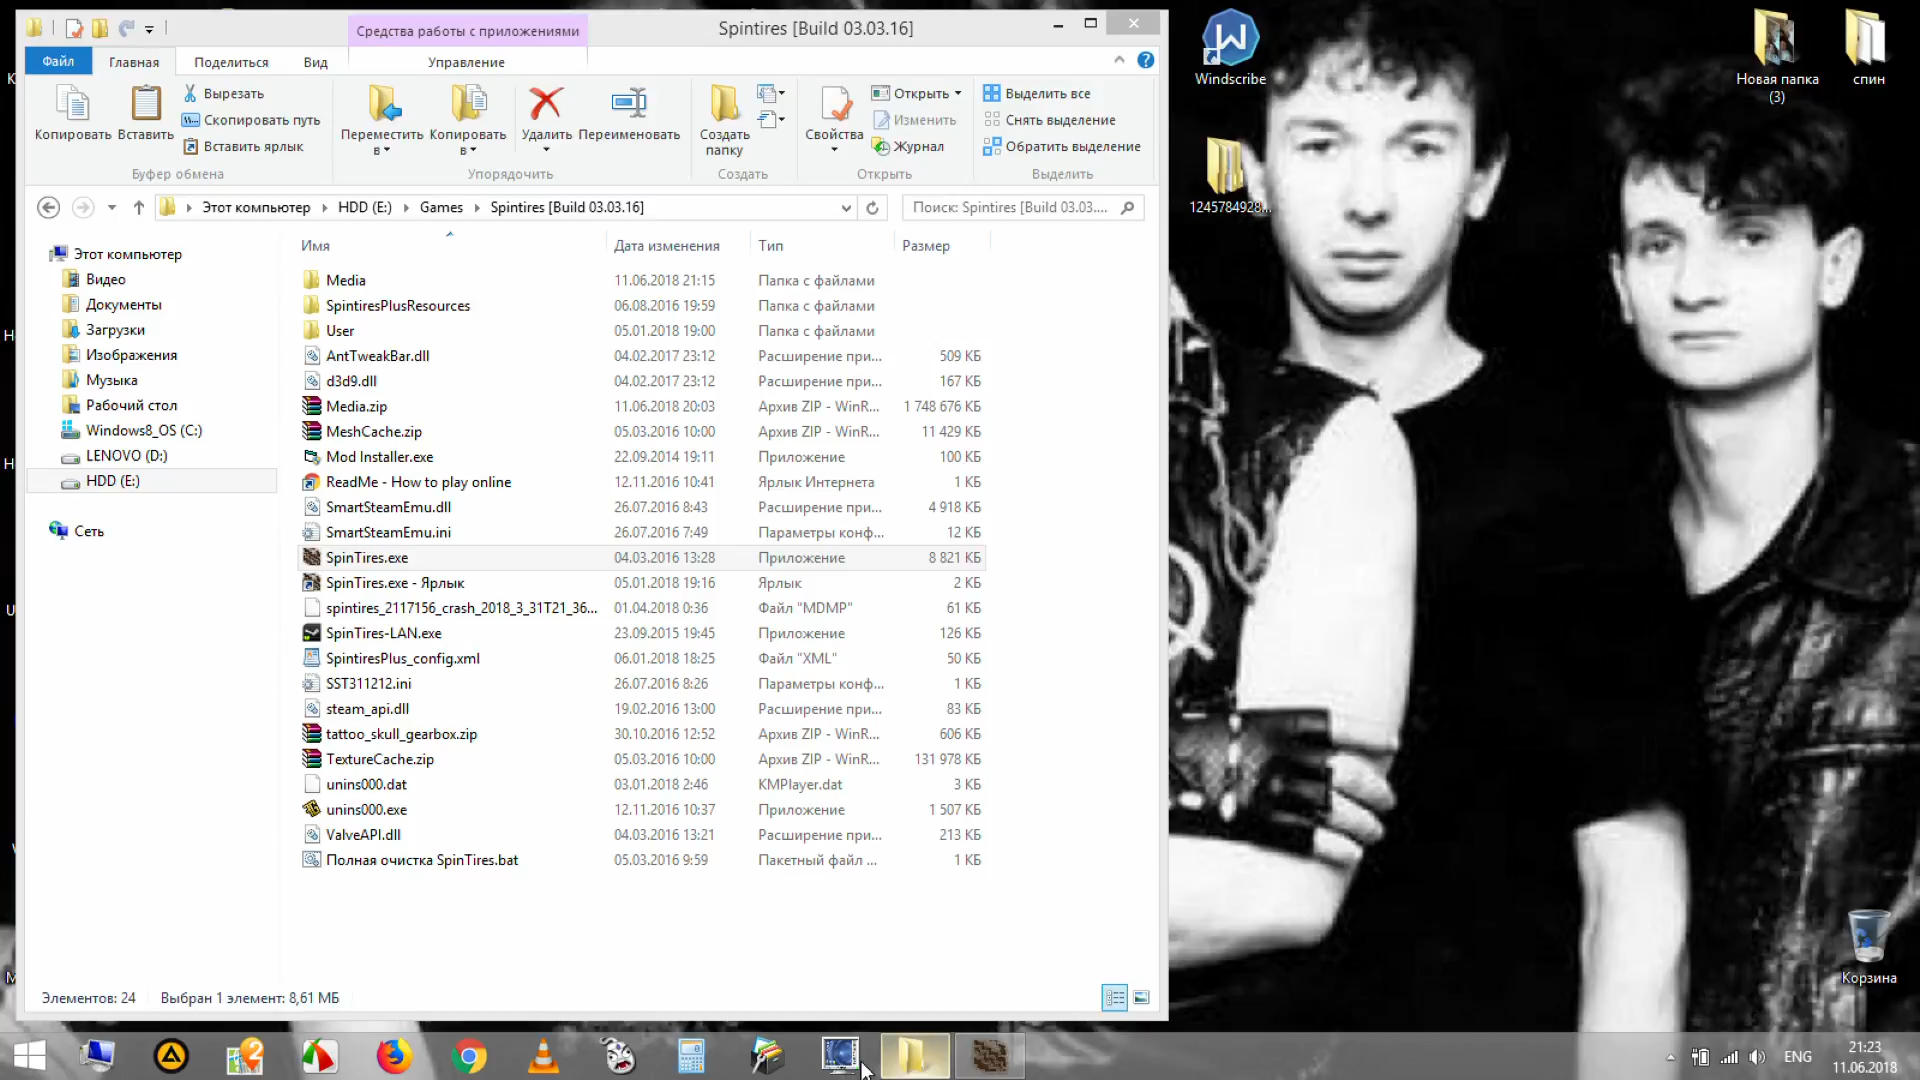 Средства работы с приложениями
Spintires [Build 03.03.16]
Файл
Главная
Поделиться
Вид
Управление
Копировать
Вставить
Вырезать
Скопировать путь
Вставить ярлык
Буфер обмена
Переместить в
Копировать в
Удалить
Переименовать
Упорядочить
Создать папку
Создать
Свойства
Открыть
Изменить
Журнал
Открыть
Выделить все
Снять выделение
Обратить выделение
Выделить
Этот компьютер
HDD (E:)
Games
Spintires [Build 03.03.16]
Поиск: Spintires [Build 03.03....
Имя
Дата изменения
Тип
Размер
Этот компьютер
Видео
Документы
Загрузки
Изображения
Музыка
Рабочий стол
Windows8_OS (C:)
LENOVO (D:)
HDD (E:)
Сеть
Media 11.06.2018 21:15 Папка с файлами
SpintiresPlusResources 06.08.2016 19:59 Папка с файлами
User 05.01.2018 19:00 Папка с файлами
AntTweakBar.dll 04.02.2017 23:12 Расширение при... 509 КБ
d3d9.dll 04.02.2017 23:12 Расширение при... 167 КБ
Media.zip 11.06.2018 20:03 Архив ZIP - WinR... 1 748 676 КБ
MeshCache.zip 05.03.2016 10:00 Архив ZIP - WinR... 11 429 КБ
Mod Installer.exe 22.09.2014 19:11 Приложение 100 КБ
ReadMe - How to play online 12.11.2016 10:41 Ярлык Интернета 1 КБ
SmartSteamEmu.dll 26.07.2016 8:43 Расширение при... 4 918 КБ
SmartSteamEmu.ini 26.07.2016 7:49 Параметры конф... 12 КБ
SpinTires.exe 04.03.2016 13:28 Приложение 8 821 КБ
SpinTires.exe - Ярлык 05.01.2018 19:16 Ярлык 2 КБ
spintires_2117156_crash_2018_3_31T21_36... 01.04.2018 0:36 Файл "MDMP" 61 КБ
SpinTires-LAN.exe 23.09.2015 19:45 Приложение 126 КБ
SpintiresPlus_config.xml 06.01.2018 18:25 Файл "XML" 50 КБ
SST311212.ini 26.07.2016 8:26 Параметры конф... 1 КБ
steam_api.dll 19.02.2016 13:00 Расширение при... 83 КБ
tattoo_skull_gearbox.zip 30.10.2016 12:52 Архив ZIP - WinR... 606 КБ
TextureCache.zip 05.03.2016 10:00 Архив ZIP - WinR... 131 978 КБ
unins000.dat 03.01.2018 2:46 KMPlayer.dat 3 КБ
unins000.exe 12.11.2016 10:37 Приложение 1 507 КБ
ValveAPI.dll 04.03.2016 13:21 Расширение при... 213 КБ
Полная очистка SpinTires.bat 05.03.2016 9:59 Пакетный файл ... 1 КБ
Элементов: 24
Выбран 1 элемент: 8,61 МБ
Windscribe
1245784928...
Новая папка (3)
спин
Корзина
ENG
21:23
11.06.2018